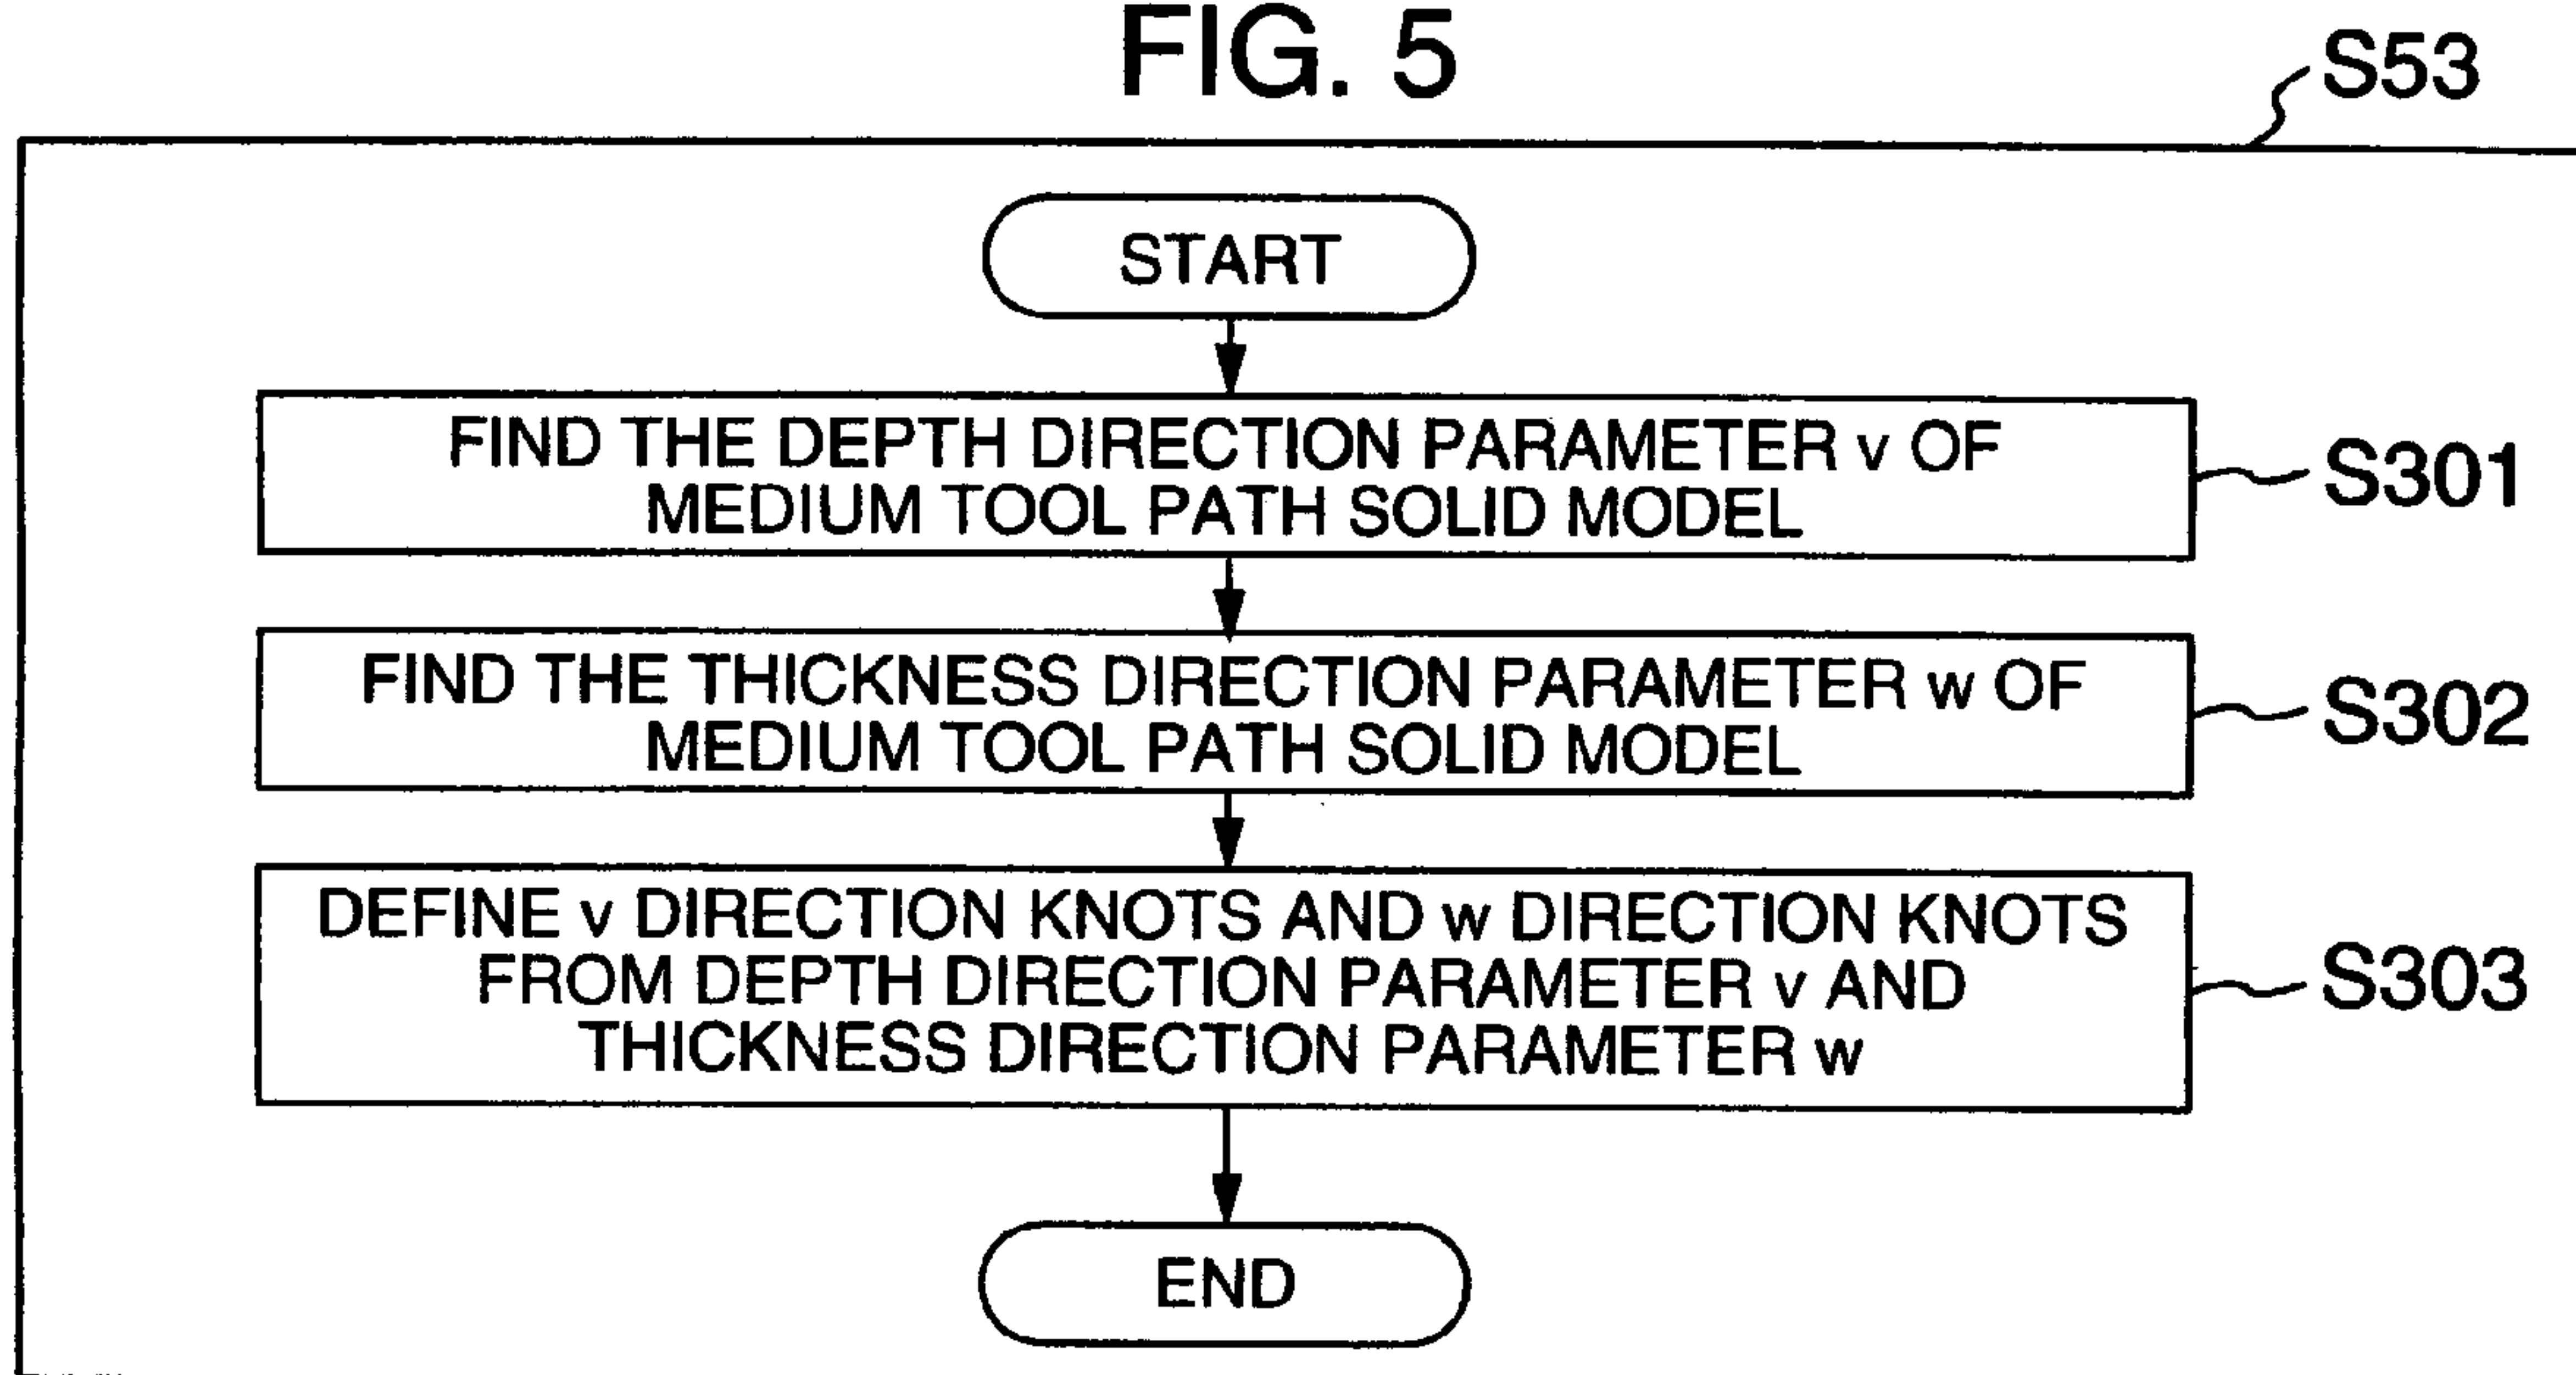 FIG. 5
S53
START
FIND THE DEPTH DIRECTION PARAMETER v OF
MEDIUM TOOL PATH SOLID MODEL
S301
FIND THE THICKNESS DIRECTION PARAMETER w OF
MEDIUM TOOL PATH SOLID MODEL
S302
DEFINE v DIRECTION KNOTS AND w DIRECTION KNOTS
FROM DEPTH DIRECTION PARAMETER v AND
THICKNESS DIRECTION PARAMETER w
S303
END